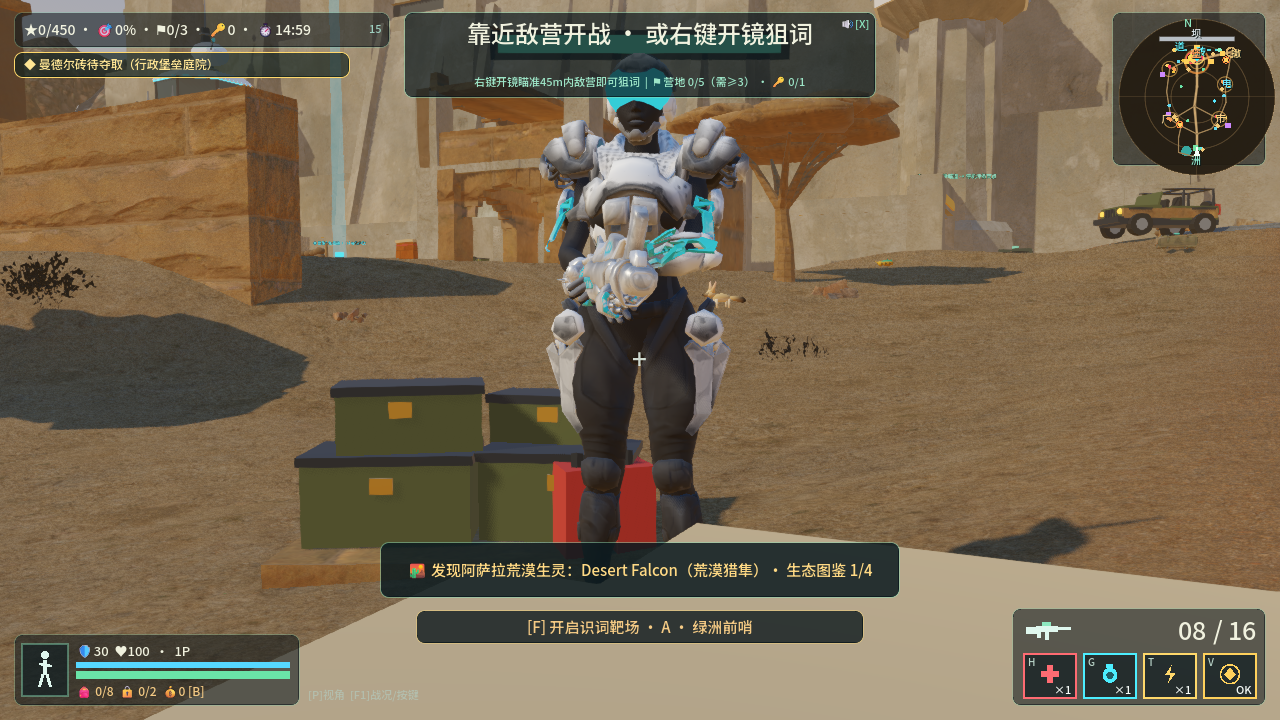 ★0/450 · 🎯 0% · ⚑0/3 · 🔑0 · ⏱ 14:59
15
◆ 曼德尔砖待夺取（行政堡垒庭院）
靠近敌营开战 · 或右键开镜狙词
[X]
右键开镜瞄准45m内敌营即可狙词｜⚑营地 0/5（需≥3） · 🔑 0/1
N
坝
市
洲
发现阿萨拉荒漠生灵：Desert Falcon（荒漠猎隼）· 生态图鉴 1/4
[F] 开启识词靶场 · A · 绿洲前哨
30 ♥100 · 1P
0/8 0/2 0 [B]
[P]视角 [F1]战况/按键
08 / 16
H ×1
G ×1
T ×1
V OK